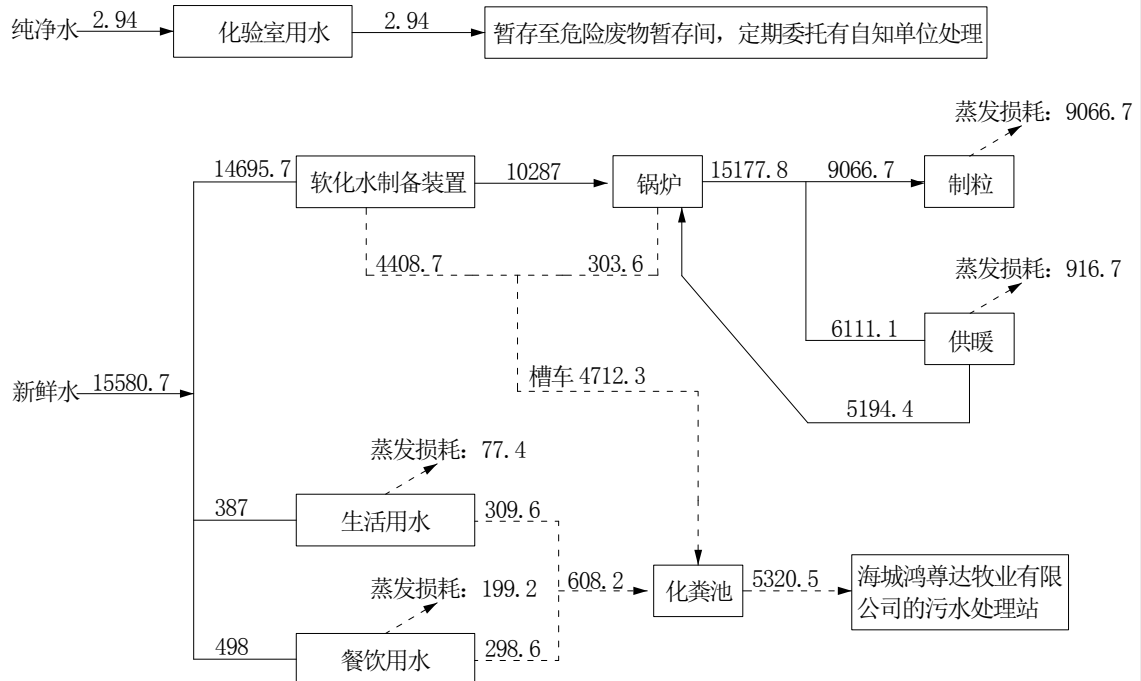 纯净水
2.94
化验室用水
2.94
暂存至危险废物暂存间，定期委托有自知单位处理
蒸发损耗：9066.7
14695.7
软化水制备装置
10287
锅炉
15177.8
9066.7
制粒
4408.7
303.6
蒸发损耗：916.7
6111.1
供暖
新鲜水
15580.7
槽车4712.3
5194.4
蒸发损耗：77.4
387
生活用水
309.6
蒸发损耗：199.2
608.2
化粪池
5320.5
海城鸿尊达牧业有限
公司的污水处理站
498
餐饮用水
298.6